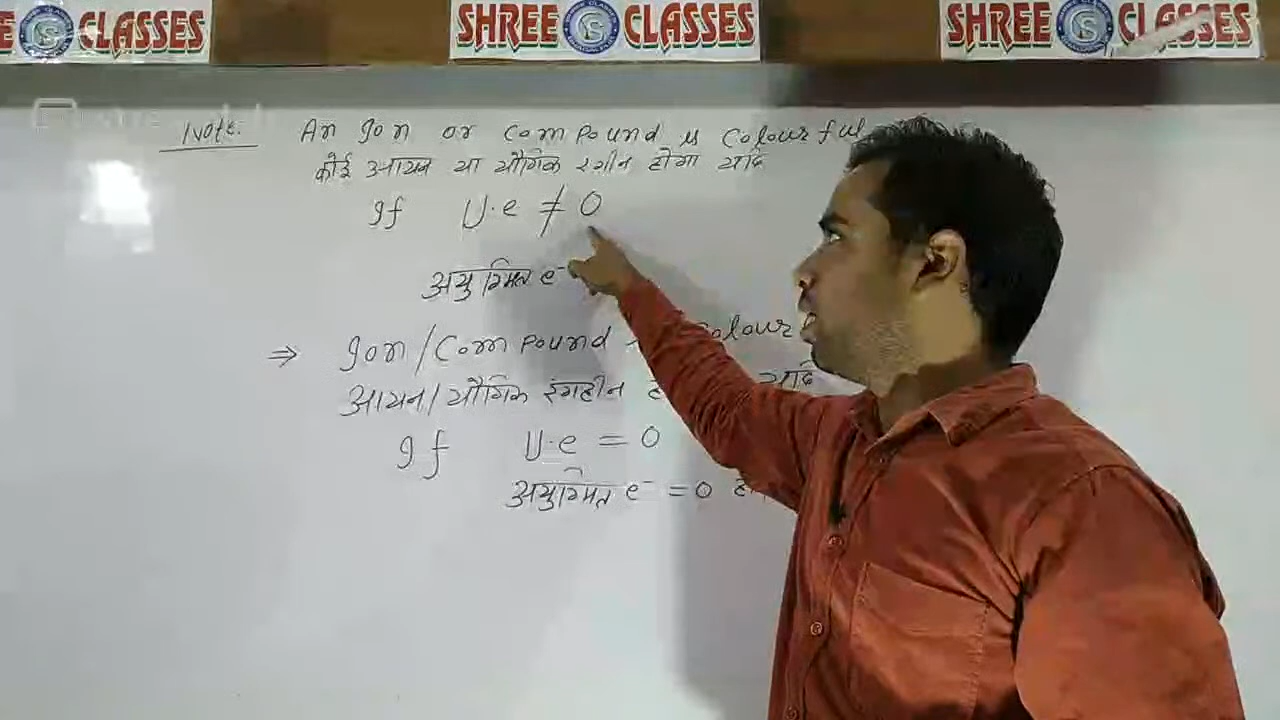 SHREE CLASSES SHREE CLASSES SHREE CLASSES
Note: An Ion or Compound is Colourful
कोई आयन या यौगिक रंगीन होगा यदि
If U.e ≠ 0
अयुग्मित e⁻
⇒ Ion/Compound Colour
आयन/यौगिक रंगहीन यदि
If U.e = 0
अयुग्मित e⁻ = 0